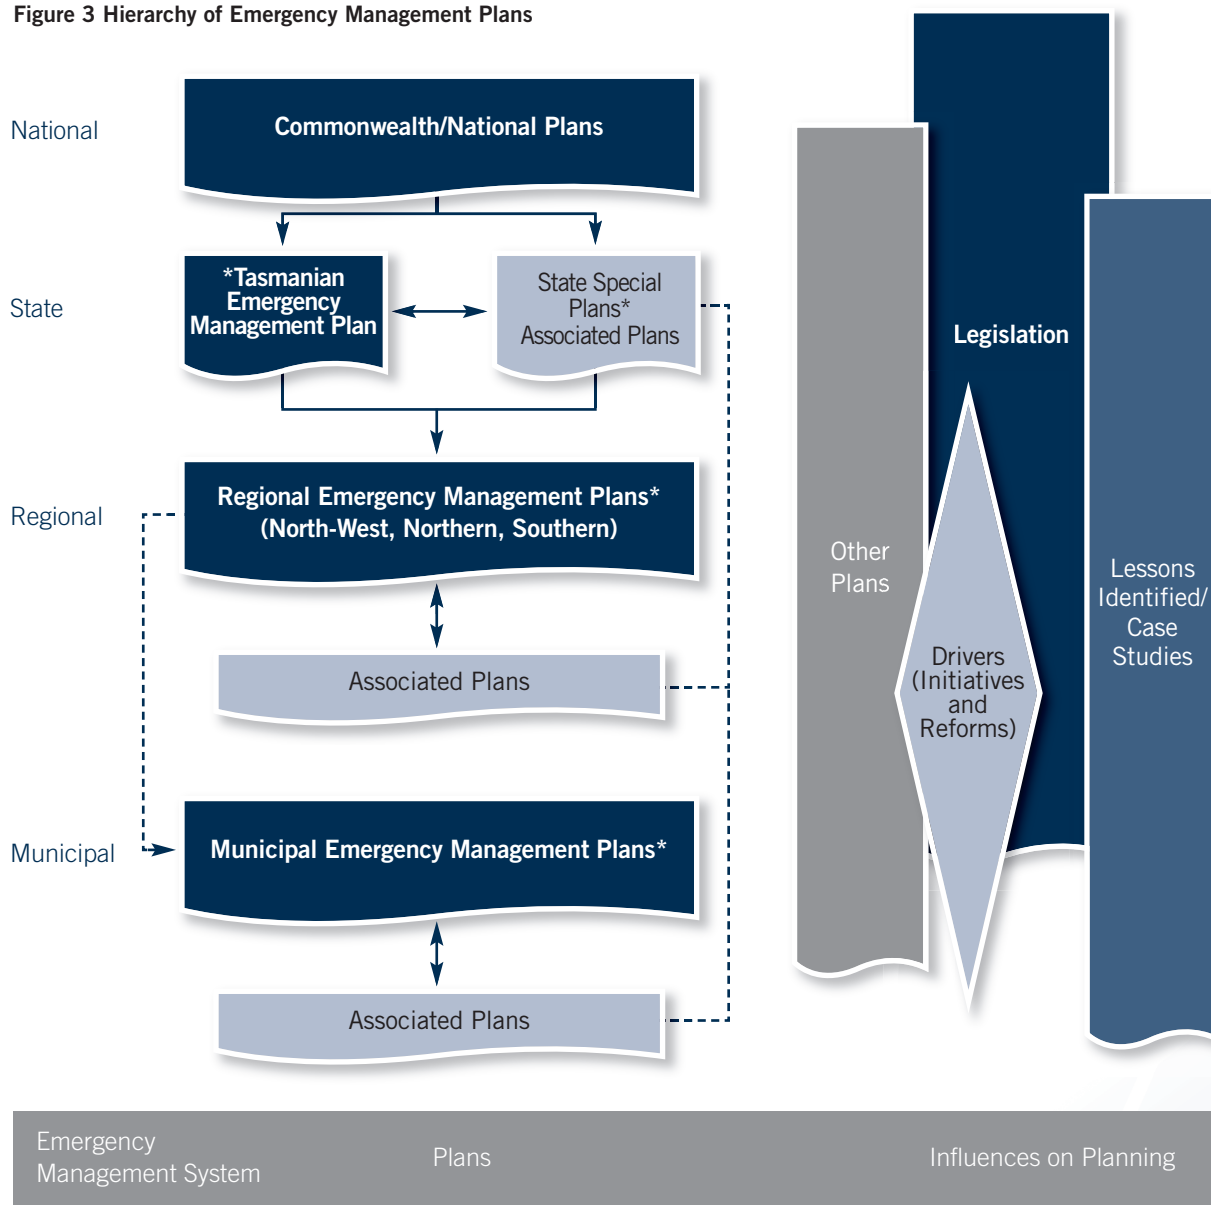 Figure 3 Hierarchy of Emergency Management Plans
National
Commonwealth/National Plans
State
*Tasmanian
Emergency
Management Plan
State Special
Plans*
Associated Plans
Regional
Regional Emergency Management Plans*
(North-West, Northern, Southern)
Associated Plans
Municipal
Municipal Emergency Management Plans*
Associated Plans
Other
Plans
Legislation
Drivers
(Initiatives
and
Reforms)
Lessons
Identified/
Case
Studies
Emergency
Management System
Plans
Influences on Planning